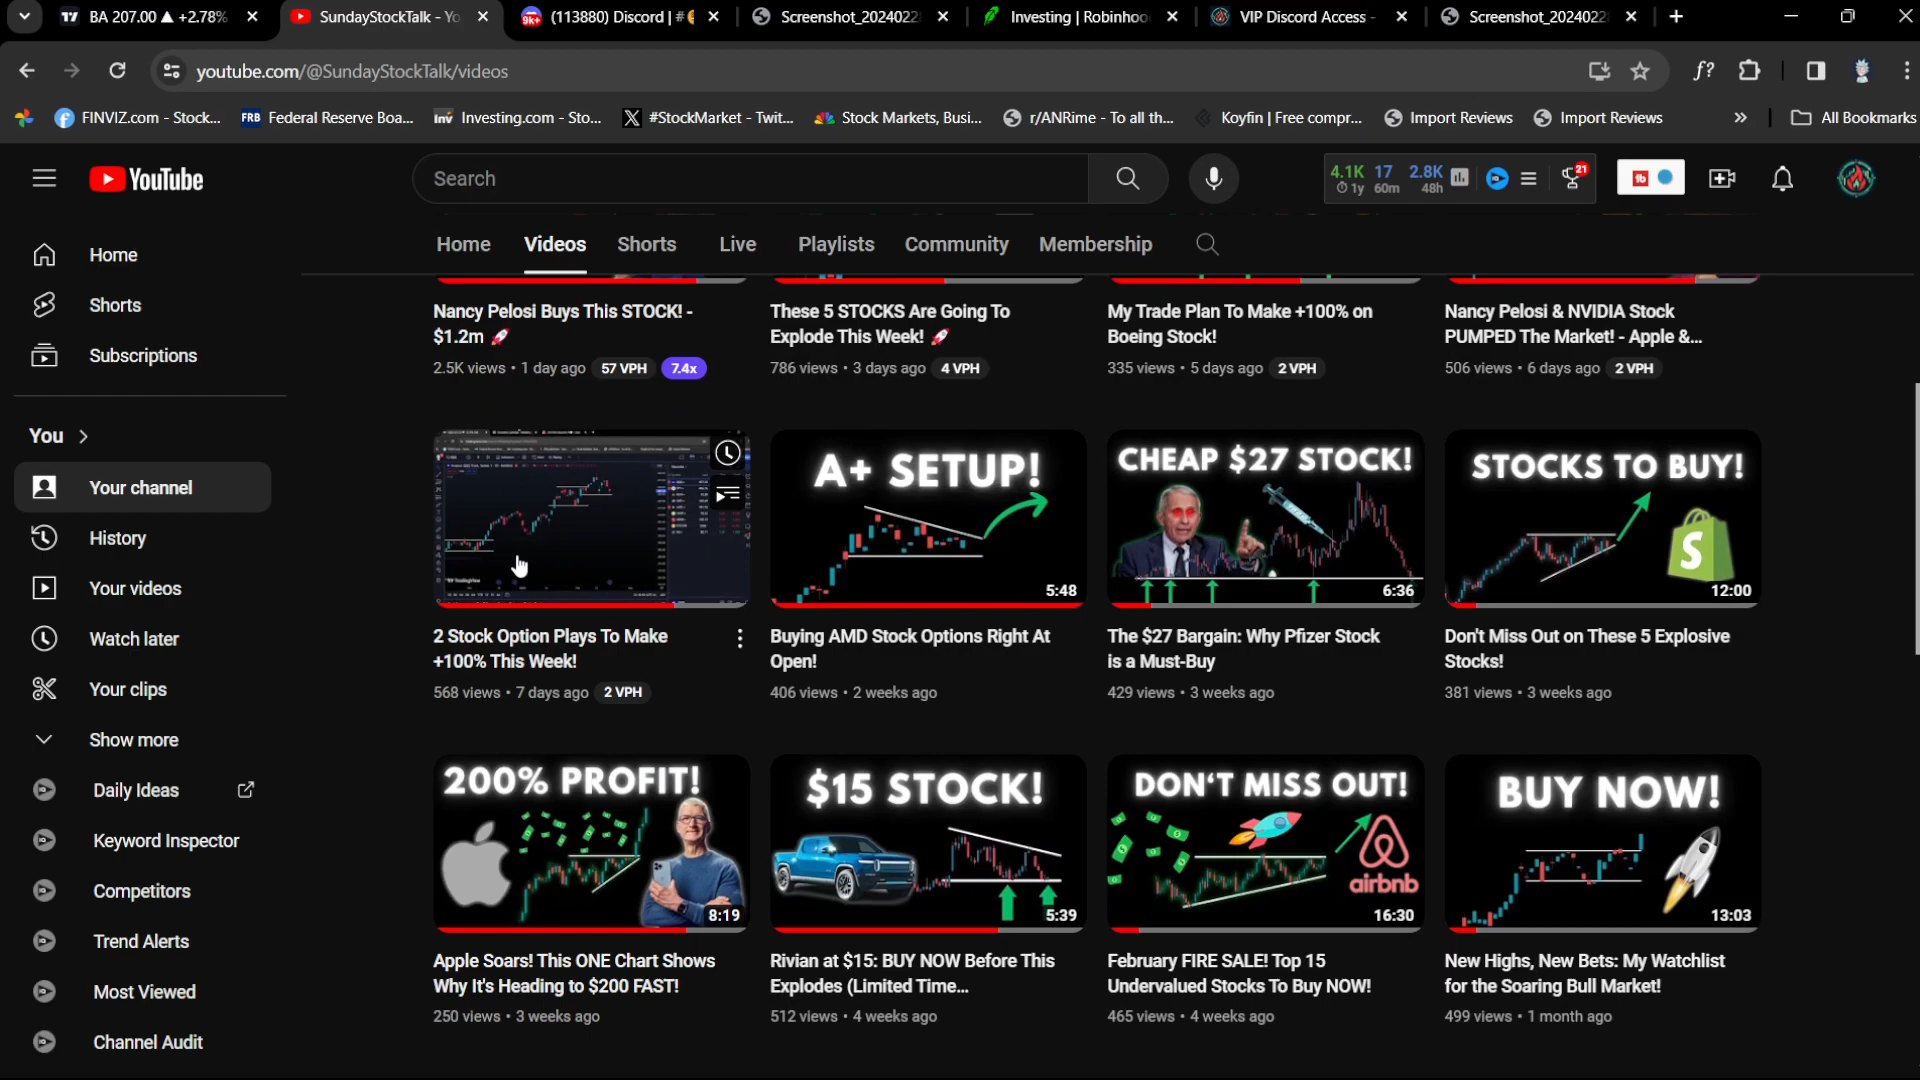 BA 207.00 ▲ +2.78%
SundayStockTalk - Yo
9k+ (113880) Discord | #
Screenshot_2024022
Investing | Robinhoo
VIP Discord Access -
Screenshot_2024022
youtube.com/@SundayStockTalk/videos
f?
FINVIZ.com - Stock...
FRB Federal Reserve Boa...
Inv Investing.com - Sto...
#StockMarket - Twit...
Stock Markets, Busi...
r/ANRime - To all th...
Koyfin | Free compr...
Import Reviews
Import Reviews
All Bookmarks
YouTube
Search
4.1K 17 2.8K
1y 60m 48h
21
tb
Home Videos Shorts Live Playlists Community Membership
Home
Shorts
Subscriptions
You
Your channel
History
Your videos
Watch later
Your clips
Show more
Daily Ideas
Keyword Inspector
Competitors
Trend Alerts
Most Viewed
Channel Audit
Nancy Pelosi Buys This STOCK! -
$1.2m 🚀
2.5K views • 1 day ago 57 VPH 7.4x
These 5 STOCKS Are Going To
Explode This Week! 🚀
786 views • 3 days ago 4 VPH
My Trade Plan To Make +100% on
Boeing Stock!
335 views • 5 days ago 2 VPH
Nancy Pelosi & NVIDIA Stock
PUMPED The Market! - Apple &...
506 views • 6 days ago 2 VPH
2 Stock Option Plays To Make
+100% This Week!
568 views • 7 days ago 2 VPH
A+ SETUP!
5:48
Buying AMD Stock Options Right At
Open!
406 views • 2 weeks ago
CHEAP $27 STOCK!
6:36
The $27 Bargain: Why Pfizer Stock
is a Must-Buy
429 views • 3 weeks ago
STOCKS TO BUY!
S
12:00
Don't Miss Out on These 5 Explosive
Stocks!
381 views • 3 weeks ago
200% PROFIT!
8:19
Apple Soars! This ONE Chart Shows
Why It's Heading to $200 FAST!
250 views • 3 weeks ago
$15 STOCK!
5:39
Rivian at $15: BUY NOW Before This
Explodes (Limited Time...
512 views • 4 weeks ago
DON'T MISS OUT!
airbnb
16:30
February FIRE SALE! Top 15
Undervalued Stocks To Buy NOW!
465 views • 4 weeks ago
BUY NOW!
13:03
New Highs, New Bets: My Watchlist
for the Soaring Bull Market!
499 views • 1 month ago